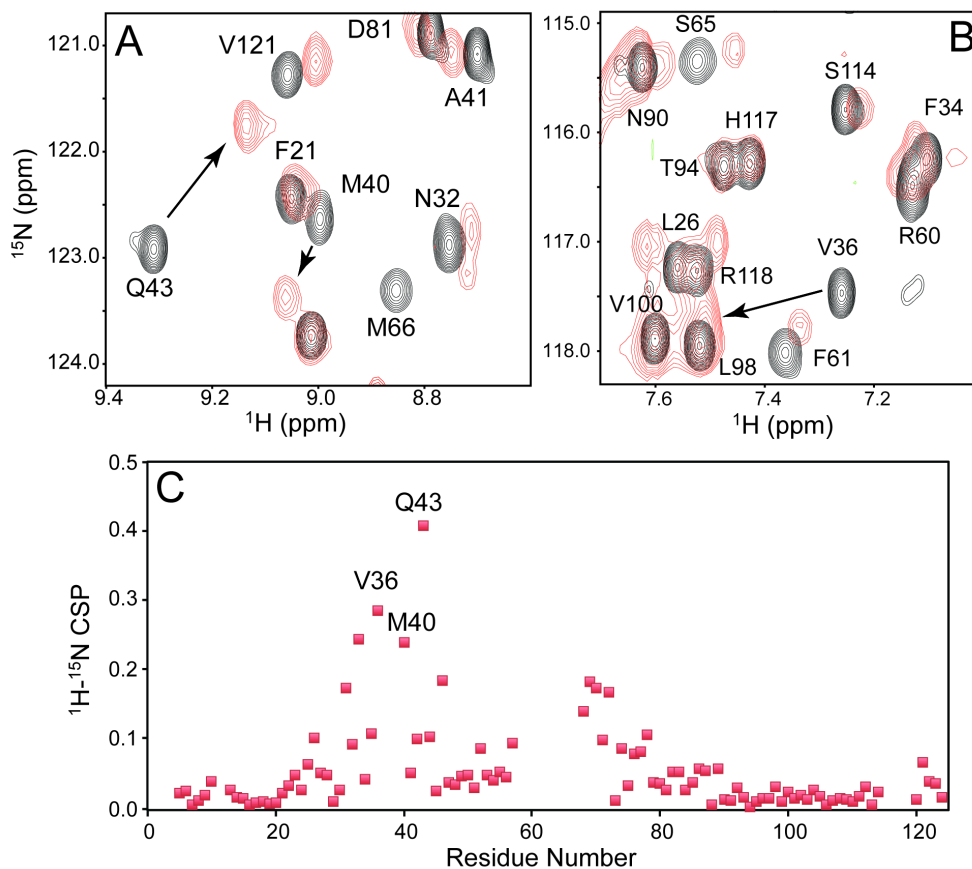 A
B
121.0
122.0
123.0
124.0
¹⁵N (ppm)
V121
D81
A41
F21
M40
N32
Q43
M66
9.4
9.2
9.0
8.8
¹H (ppm)
115.0
116.0
117.0
118.0
S65
S114
F34
N90
H117
T94
R60
L26
V36
R118
V100
L98
F61
7.6
7.4
7.2
¹H (ppm)
C
0.5
0.4
0.3
0.2
0.1
0.0
¹H-¹⁵N CSP
Q43
V36
M40
0
20
40
60
80
100
120
Residue Number